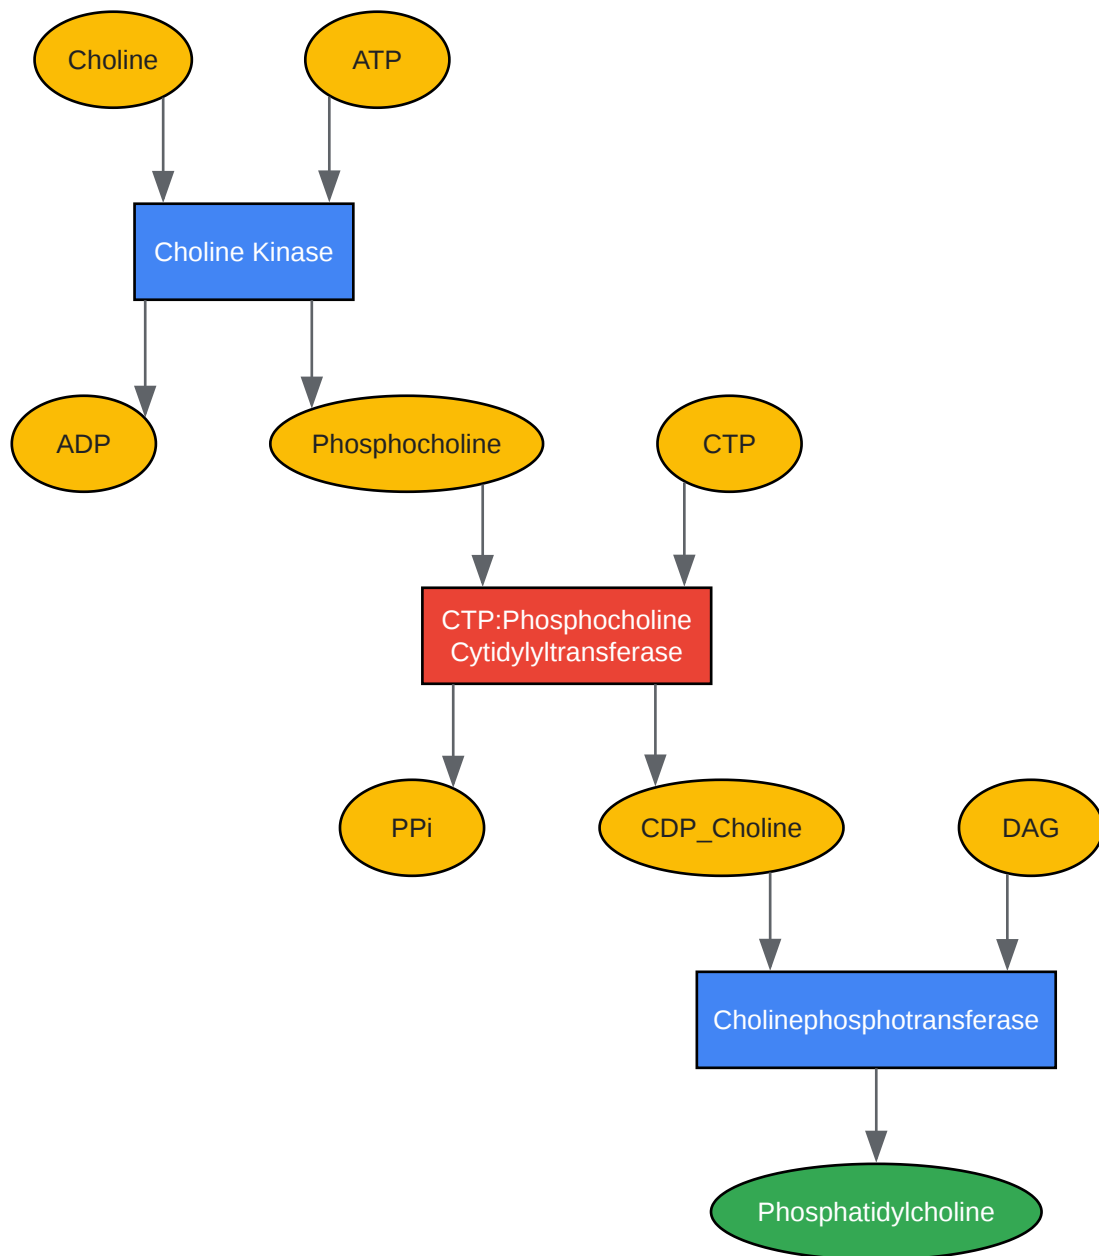 Choline
ATP
Choline Kinase
ADP
Phosphocholine
CTP
CTP:Phosphocholine
Cytidylyltransferase
PPi
CDP_Choline
DAG
Cholinephosphotransferase
Phosphatidylcholine